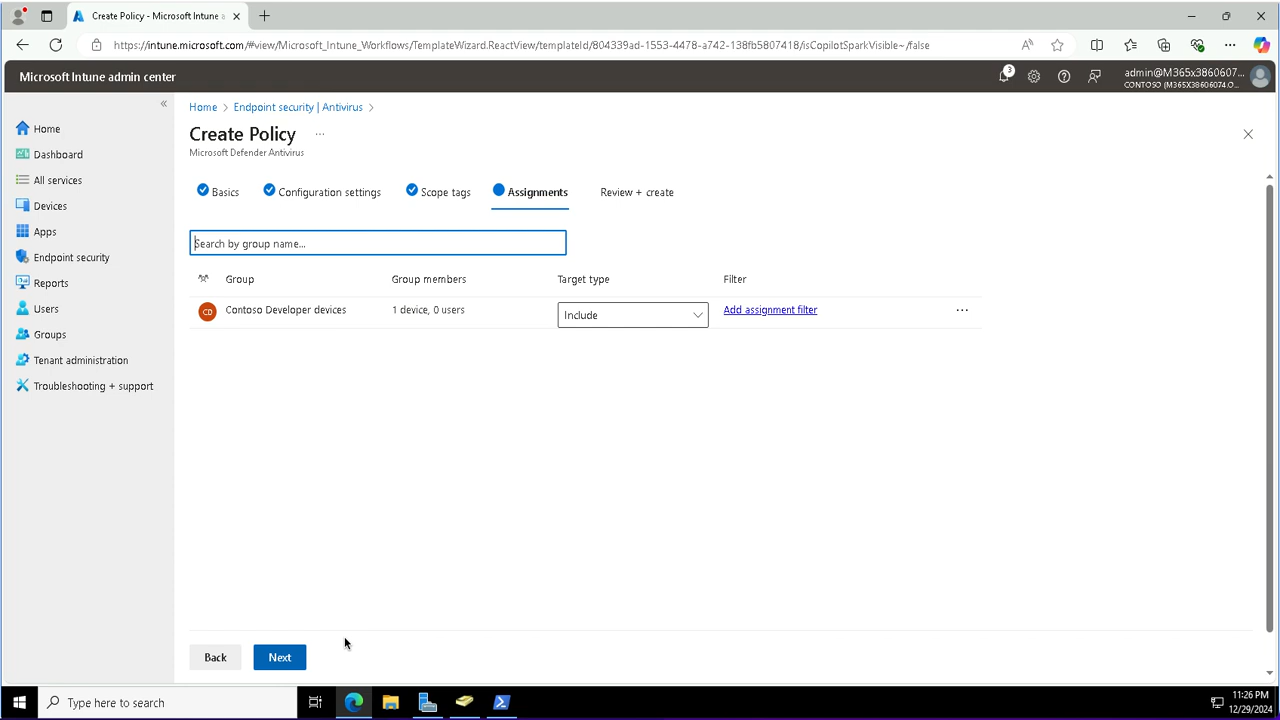 Create Policy - Microsoft Intune a
https://intune.microsoft.com/#view/Microsoft_Intune_Workflows/TemplateWizard.ReactView/templateId/804339ad-1553-4478-a742-138fb5807418/isCopilotSparkVisible~/false
Microsoft Intune admin center
3
admin@M365x3860607...
CONTOSO (M365X38606074.O...
«
Home
Dashboard
All services
Devices
Apps
Endpoint security
Reports
Users
Groups
Tenant administration
Troubleshooting + support
Home > Endpoint security | Antivirus >
Create Policy ...
Microsoft Defender Antivirus
Basics Configuration settings Scope tags Assignments Review + create
Search by group name...
Group Group members Target type Filter
CD Contoso Developer devices 1 device, 0 users Include Add assignment filter ...
Back Next
Type here to search
11:26 PM
12/29/2024